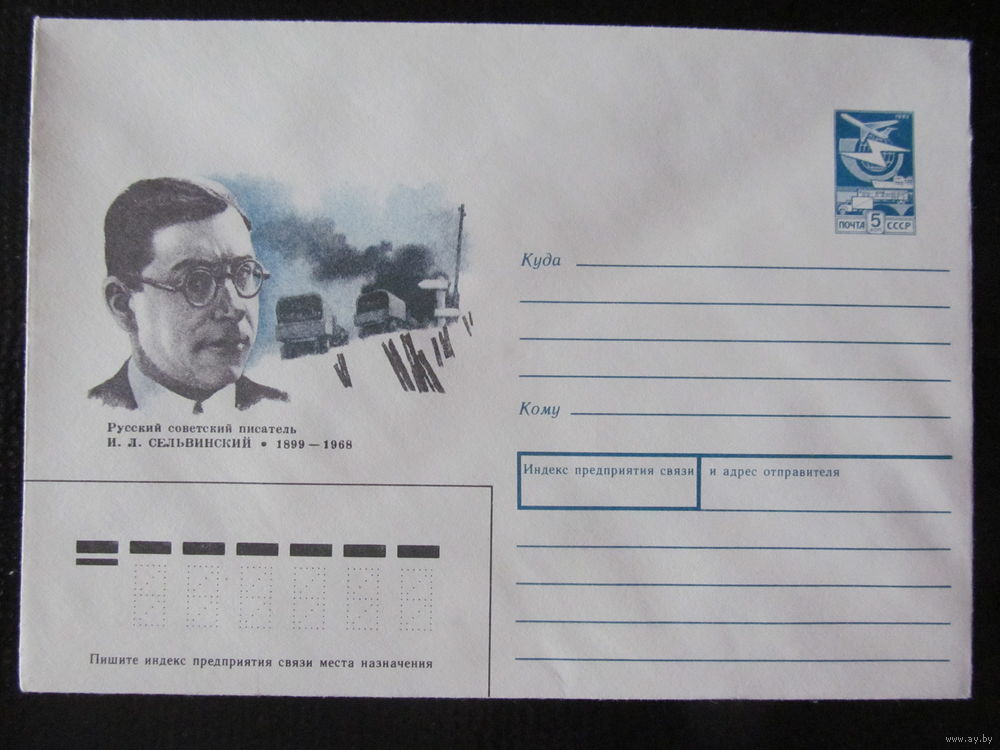 ПОЧТА 5 СССР
Куда
Русский советский писатель
И. Л. СЕЛЬВИНСКИЙ • 1899 — 1968
Кому
Индекс предприятия связи и адрес отправителя
Пишите индекс предприятия связи места назначения
www.ay.by